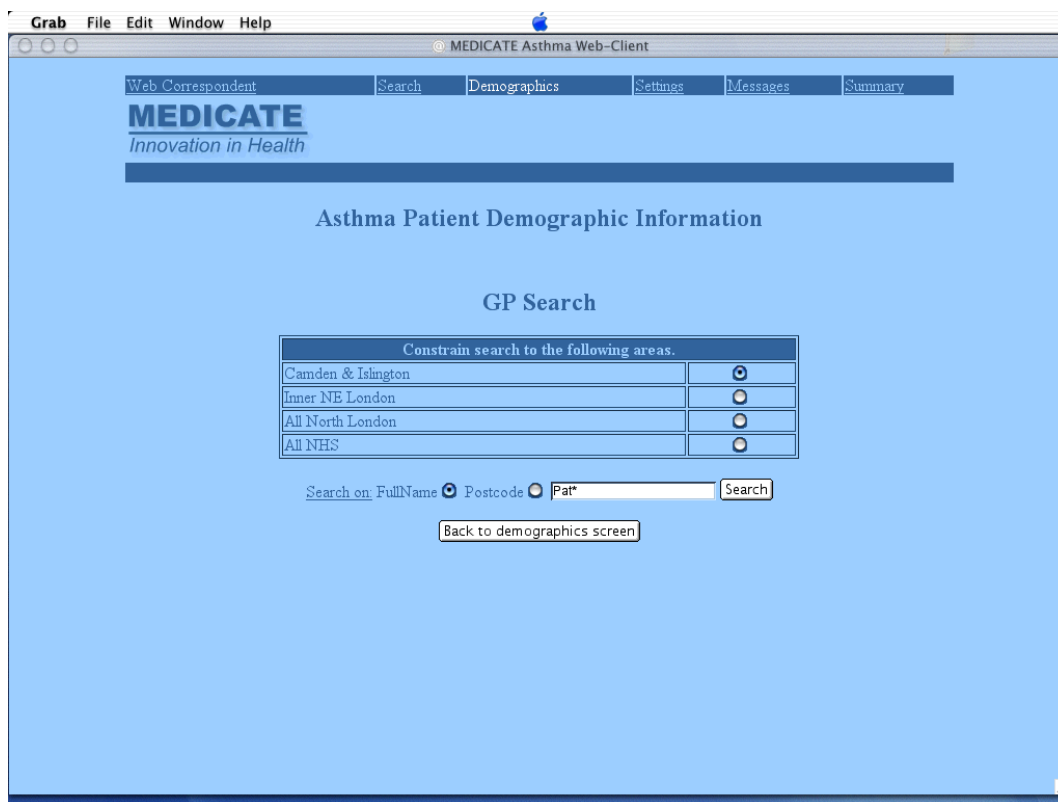 Grab File Edit Window Help
@ MEDICATE Asthma Web-Client
Web Correspondent Search Demographics Settings Messages Summary
MEDICATE
Innovation in Health
Asthma Patient Demographic Information
GP Search
Constrain search to the following areas.
Camden & Islington
Inner NE London
All North London
All NHS
Search on: FullName Postcode Pat* Search
Back to demographics screen